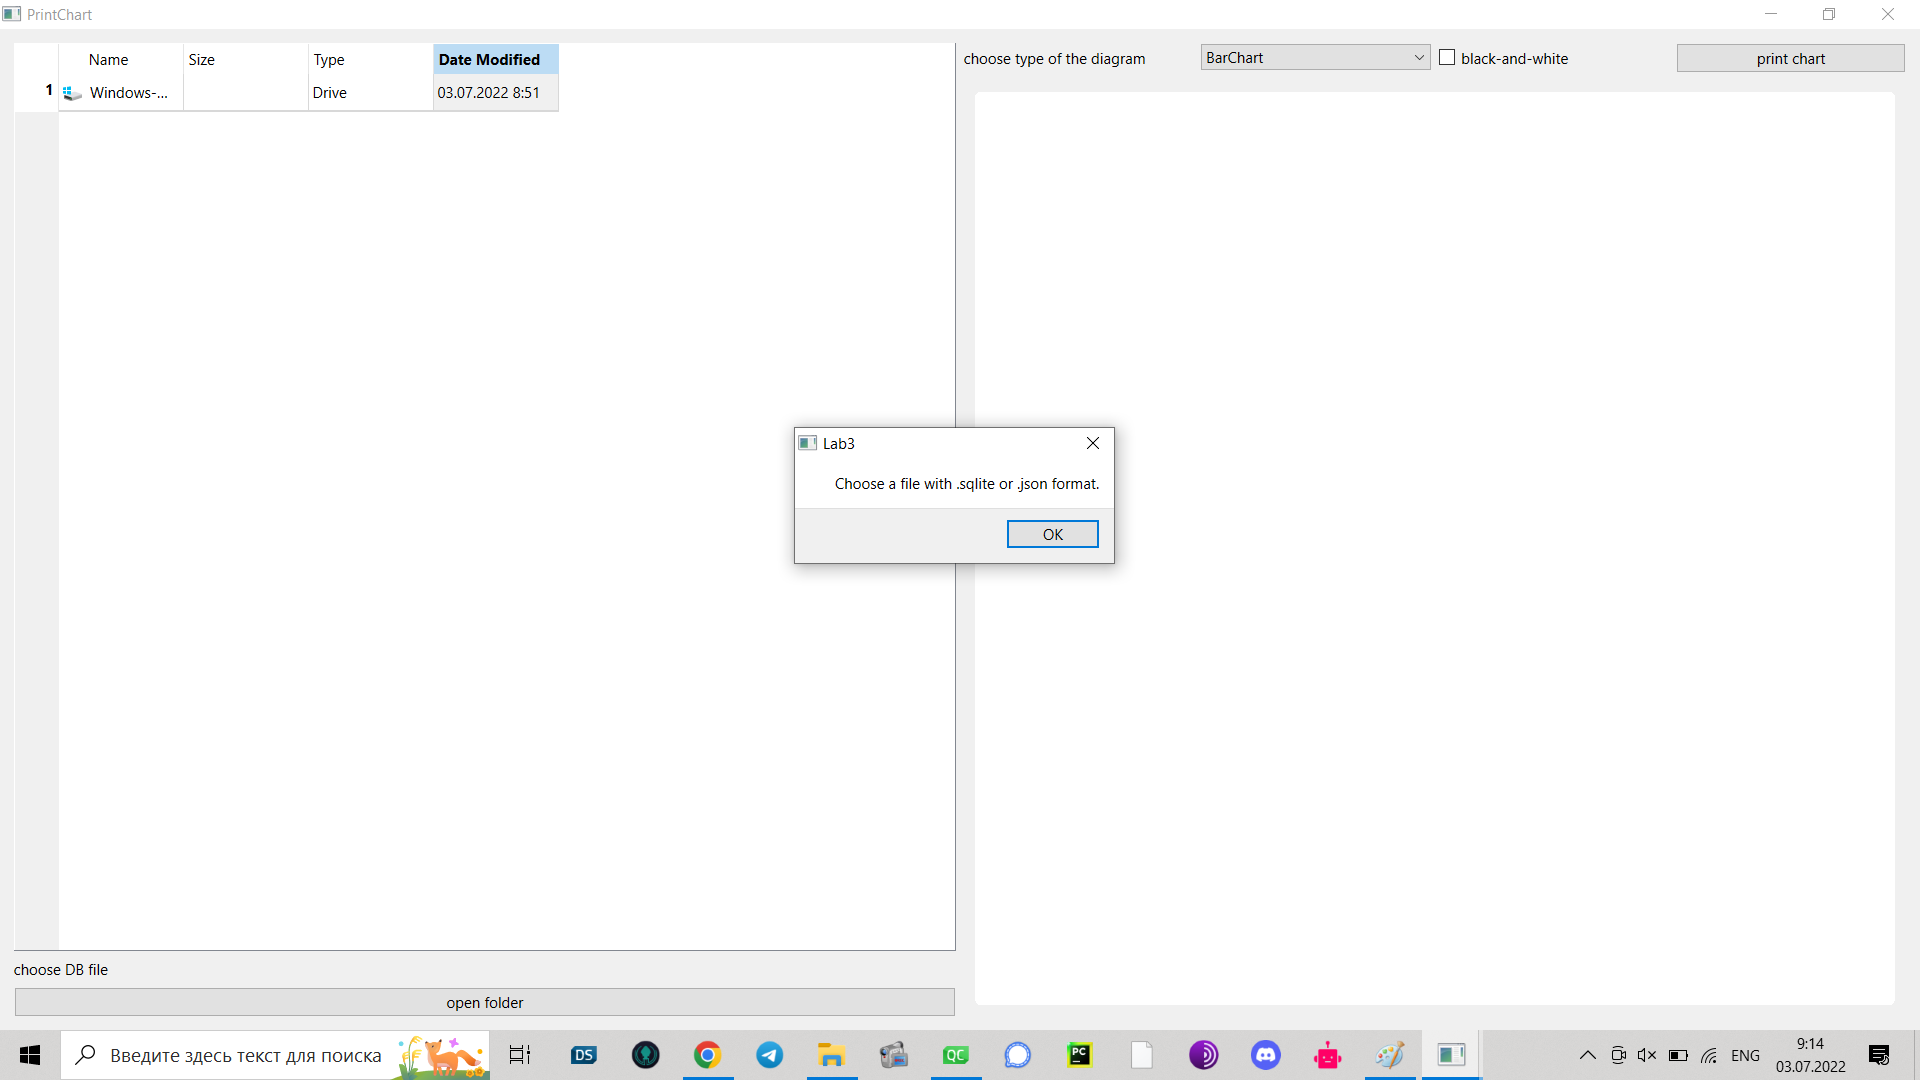 PrintChart
Name Size Type Date Modified
1 Windows-... Drive 03.07.2022 8:51
choose type of the diagram BarChart black-and-white print chart
Lab3
Choose a file with .sqlite or .json format.
OK
choose DB file
open folder
Введите здесь текст для поиска DS QC PC ENG 9:14
03.07.2022